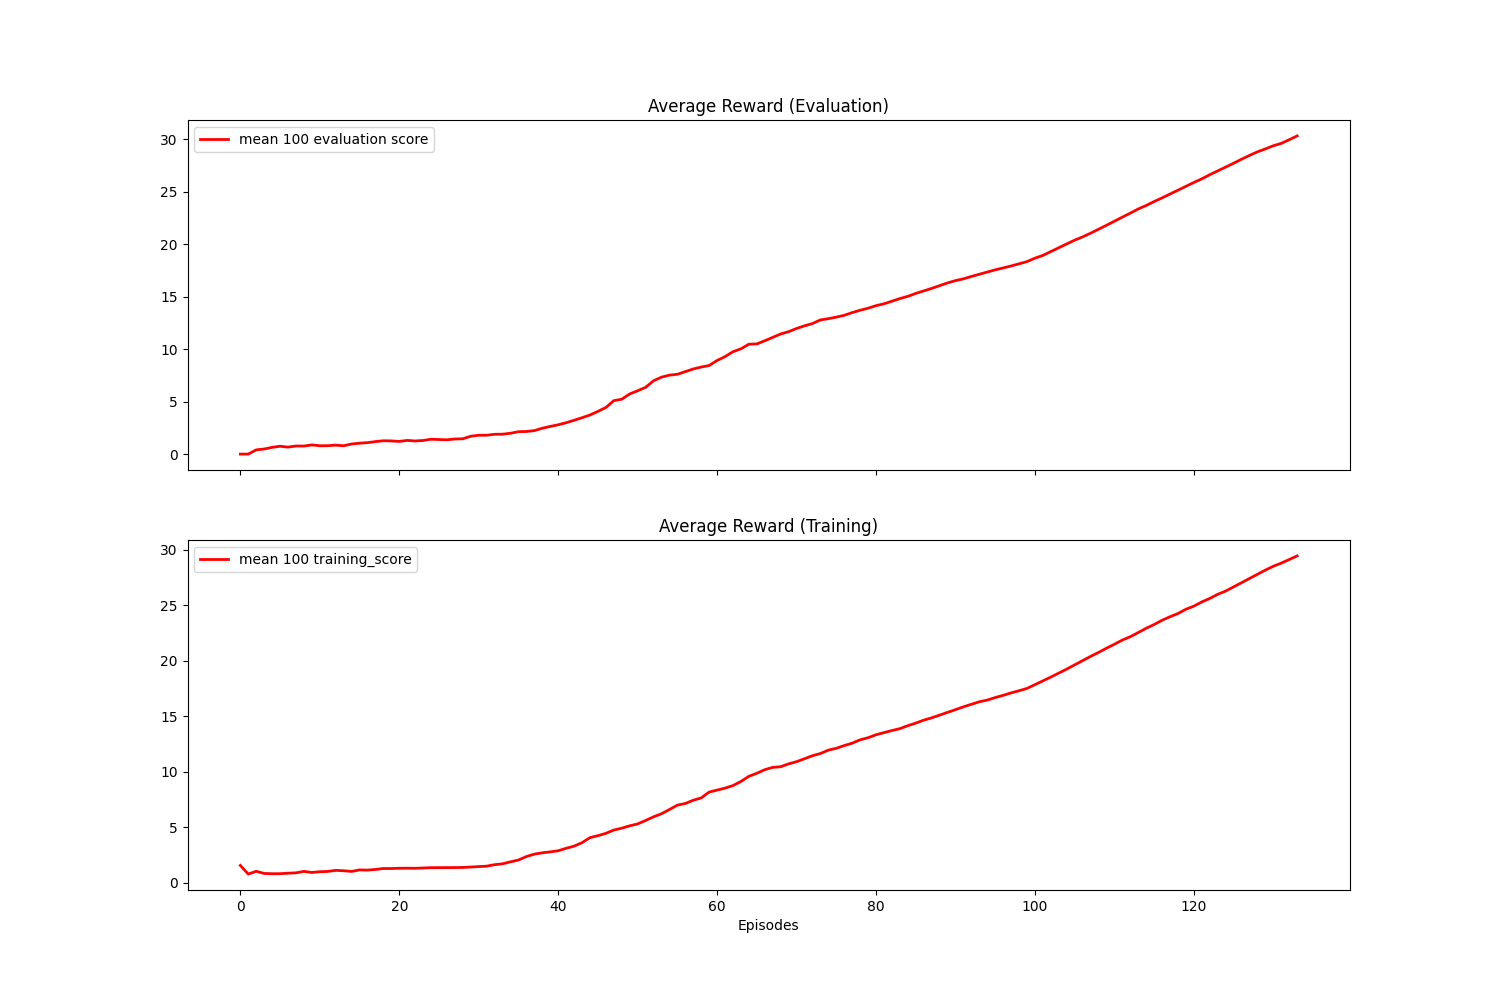 Average Reward (Evaluation)
mean 100 evaluation score
30
25
20
15
10
5
0
Average Reward (Training)
mean 100 training_score
30
25
20
15
10
5
0
0 20 40 60 80 100 120
Episodes